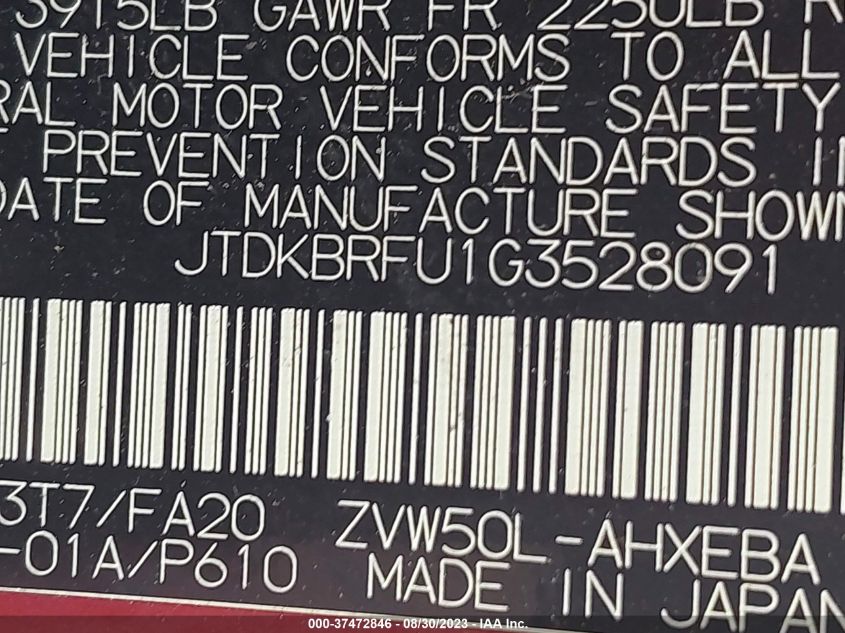 3915LB GAWR FR 2250LB R
VEHICLE CONFORMS TO ALL
RAL MOTOR VEHICLE SAFETY
PREVENTION STANDARDS I
DATE OF MANUFACTURE SHOWN
JTDKBRFU1G3528091
3T7/FA20 ZVW50L-AHXEBA
-01A/P610 MADE IN JAPAN
000-37472846 - 08/30/2023 - IAA Inc.